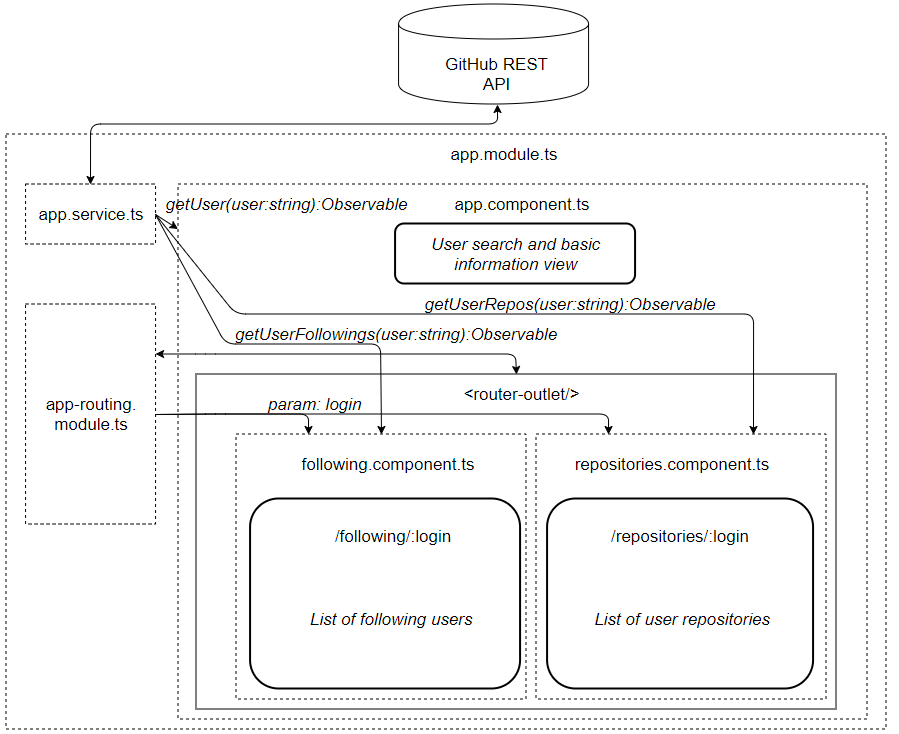 GitHub REST
API
app.module.ts
app.service.ts
getUser(user:string):Observable
app.component.ts
User search and basic
information view
getUserRepos(user:string):Observable
getUserFollowings(user:string):Observable
app-routing.
module.ts
<router-outlet/>
param: login
following.component.ts
repositories.component.ts
/following/:login
/repositories/:login
List of following users
List of user repositories